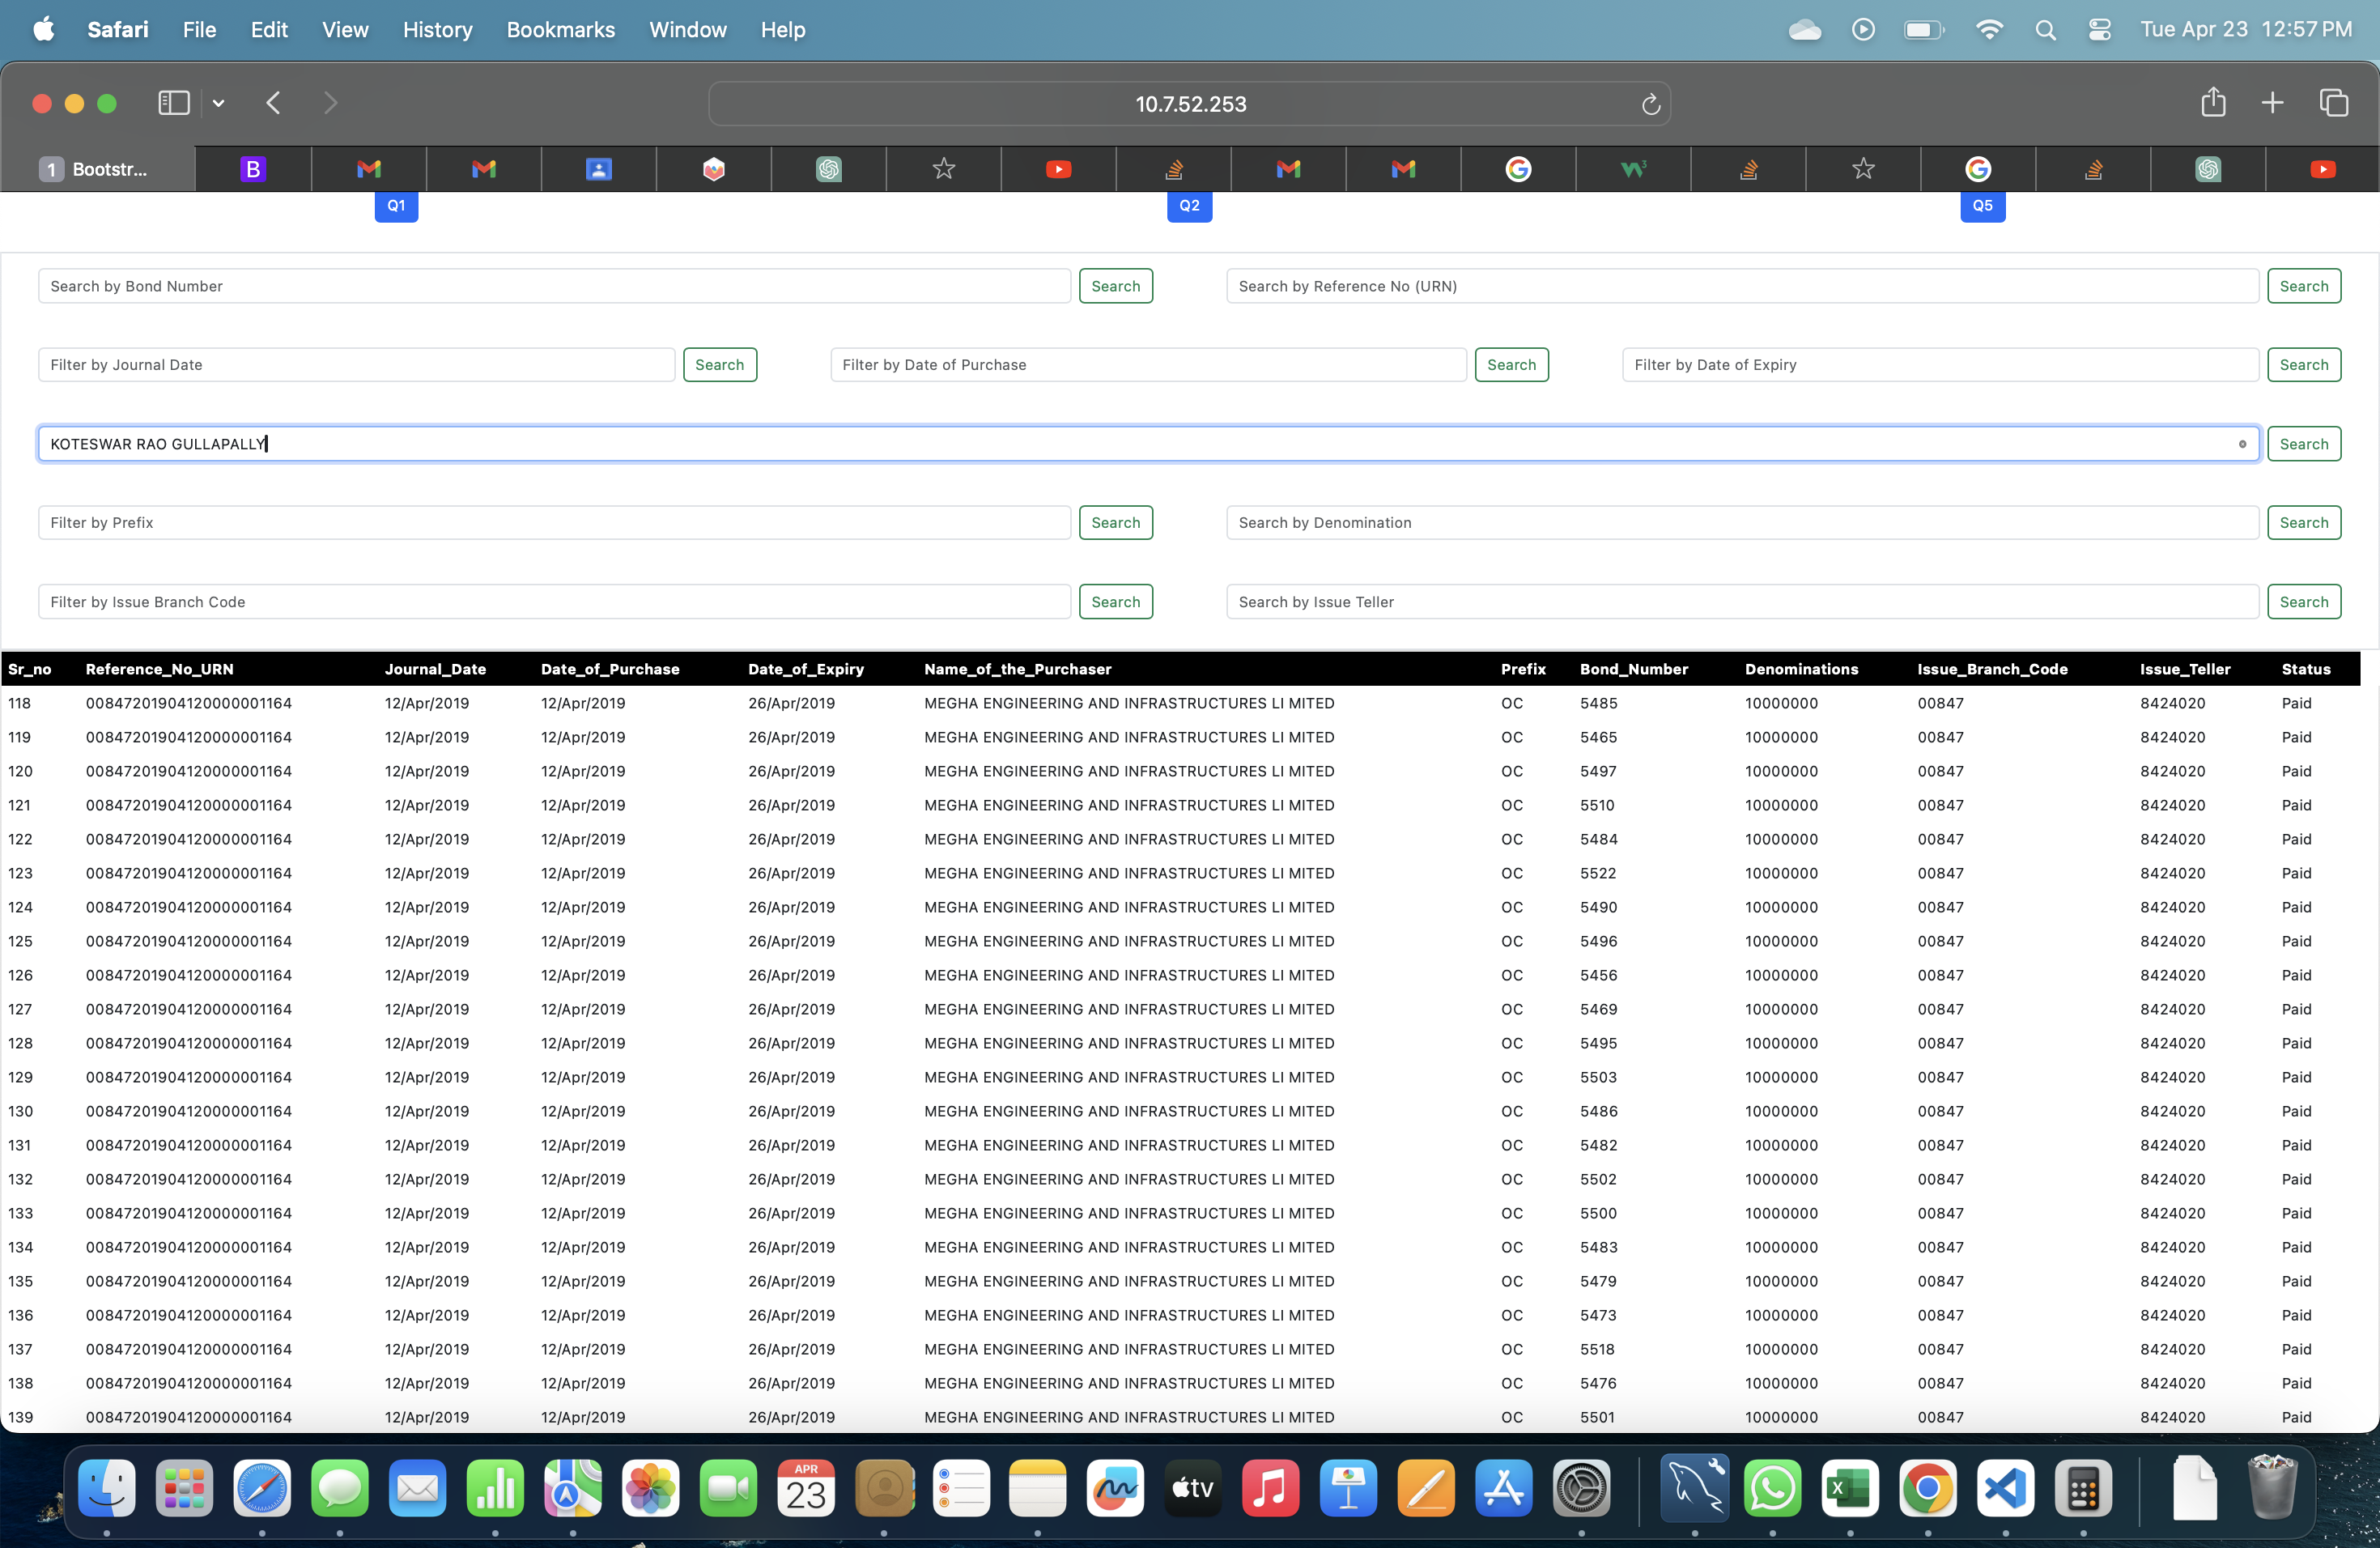 Safari File Edit View History Bookmarks Window Help Tue Apr 23 12:57 PM
10.7.52.253
1 Bootstr... B
Q1 Q2 Q5
Search by Bond Number Search Search by Reference No (URN) Search
Filter by Journal Date Search Filter by Date of Purchase Search Filter by Date of Expiry Search
KOTESWAR RAO GULLAPALLY Search
Filter by Prefix Search Search by Denomination Search
Filter by Issue Branch Code Search Search by Issue Teller Search
Sr_no Reference_No_URN Journal_Date Date_of_Purchase Date_of_Expiry Name_of_the_Purchaser Prefix Bond_Number Denominations Issue_Branch_Code Issue_Teller Status
118 00847201904120000001164 12/Apr/2019 12/Apr/2019 26/Apr/2019 MEGHA ENGINEERING AND INFRASTRUCTURES LI MITED OC 5485 10000000 00847 8424020 Paid
119 00847201904120000001164 12/Apr/2019 12/Apr/2019 26/Apr/2019 MEGHA ENGINEERING AND INFRASTRUCTURES LI MITED OC 5465 10000000 00847 8424020 Paid
120 00847201904120000001164 12/Apr/2019 12/Apr/2019 26/Apr/2019 MEGHA ENGINEERING AND INFRASTRUCTURES LI MITED OC 5497 10000000 00847 8424020 Paid
121 00847201904120000001164 12/Apr/2019 12/Apr/2019 26/Apr/2019 MEGHA ENGINEERING AND INFRASTRUCTURES LI MITED OC 5510 10000000 00847 8424020 Paid
122 00847201904120000001164 12/Apr/2019 12/Apr/2019 26/Apr/2019 MEGHA ENGINEERING AND INFRASTRUCTURES LI MITED OC 5484 10000000 00847 8424020 Paid
123 00847201904120000001164 12/Apr/2019 12/Apr/2019 26/Apr/2019 MEGHA ENGINEERING AND INFRASTRUCTURES LI MITED OC 5522 10000000 00847 8424020 Paid
124 00847201904120000001164 12/Apr/2019 12/Apr/2019 26/Apr/2019 MEGHA ENGINEERING AND INFRASTRUCTURES LI MITED OC 5490 10000000 00847 8424020 Paid
125 00847201904120000001164 12/Apr/2019 12/Apr/2019 26/Apr/2019 MEGHA ENGINEERING AND INFRASTRUCTURES LI MITED OC 5496 10000000 00847 8424020 Paid
126 00847201904120000001164 12/Apr/2019 12/Apr/2019 26/Apr/2019 MEGHA ENGINEERING AND INFRASTRUCTURES LI MITED OC 5456 10000000 00847 8424020 Paid
127 00847201904120000001164 12/Apr/2019 12/Apr/2019 26/Apr/2019 MEGHA ENGINEERING AND INFRASTRUCTURES LI MITED OC 5469 10000000 00847 8424020 Paid
128 00847201904120000001164 12/Apr/2019 12/Apr/2019 26/Apr/2019 MEGHA ENGINEERING AND INFRASTRUCTURES LI MITED OC 5495 10000000 00847 8424020 Paid
129 00847201904120000001164 12/Apr/2019 12/Apr/2019 26/Apr/2019 MEGHA ENGINEERING AND INFRASTRUCTURES LI MITED OC 5503 10000000 00847 8424020 Paid
130 00847201904120000001164 12/Apr/2019 12/Apr/2019 26/Apr/2019 MEGHA ENGINEERING AND INFRASTRUCTURES LI MITED OC 5486 10000000 00847 8424020 Paid
131 00847201904120000001164 12/Apr/2019 12/Apr/2019 26/Apr/2019 MEGHA ENGINEERING AND INFRASTRUCTURES LI MITED OC 5482 10000000 00847 8424020 Paid
132 00847201904120000001164 12/Apr/2019 12/Apr/2019 26/Apr/2019 MEGHA ENGINEERING AND INFRASTRUCTURES LI MITED OC 5502 10000000 00847 8424020 Paid
133 00847201904120000001164 12/Apr/2019 12/Apr/2019 26/Apr/2019 MEGHA ENGINEERING AND INFRASTRUCTURES LI MITED OC 5500 10000000 00847 8424020 Paid
134 00847201904120000001164 12/Apr/2019 12/Apr/2019 26/Apr/2019 MEGHA ENGINEERING AND INFRASTRUCTURES LI MITED OC 5483 10000000 00847 8424020 Paid
135 00847201904120000001164 12/Apr/2019 12/Apr/2019 26/Apr/2019 MEGHA ENGINEERING AND INFRASTRUCTURES LI MITED OC 5479 10000000 00847 8424020 Paid
136 00847201904120000001164 12/Apr/2019 12/Apr/2019 26/Apr/2019 MEGHA ENGINEERING AND INFRASTRUCTURES LI MITED OC 5473 10000000 00847 8424020 Paid
137 00847201904120000001164 12/Apr/2019 12/Apr/2019 26/Apr/2019 MEGHA ENGINEERING AND INFRASTRUCTURES LI MITED OC 5518 10000000 00847 8424020 Paid
138 00847201904120000001164 12/Apr/2019 12/Apr/2019 26/Apr/2019 MEGHA ENGINEERING AND INFRASTRUCTURES LI MITED OC 5476 10000000 00847 8424020 Paid
139 00847201904120000001164 12/Apr/2019 12/Apr/2019 26/Apr/2019 MEGHA ENGINEERING AND INFRASTRUCTURES LI MITED OC 5501 10000000 00847 8424020 Paid
APR
23
tv